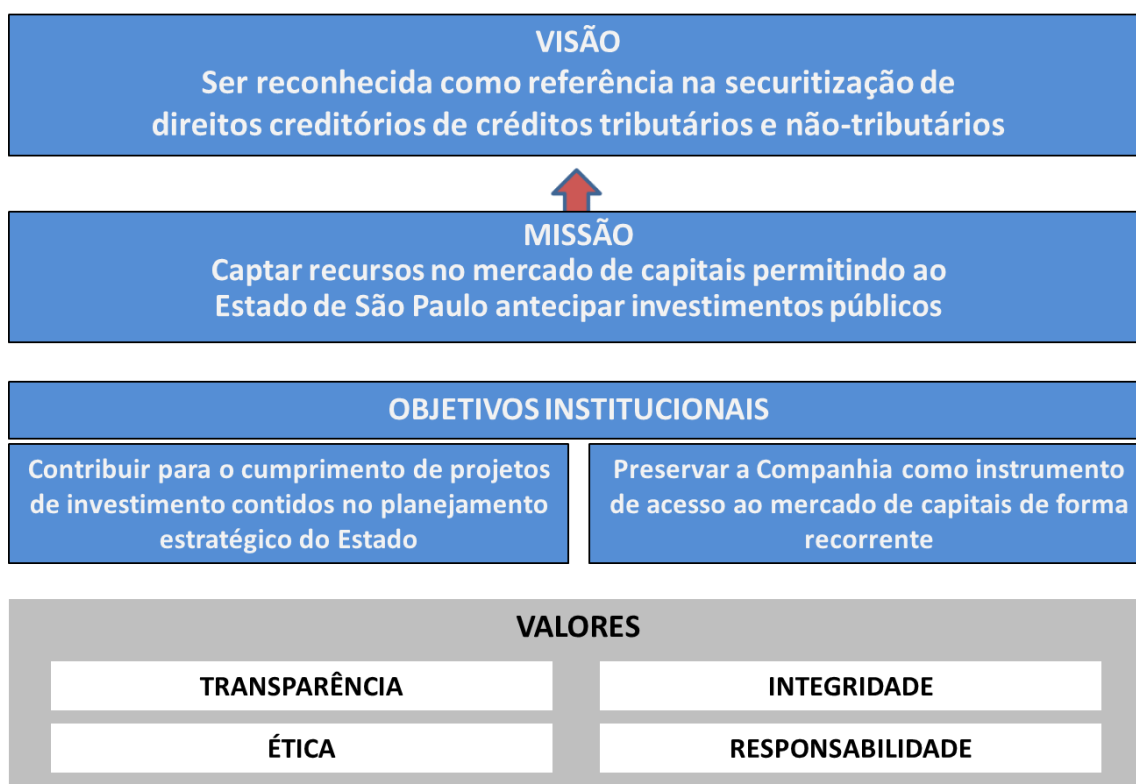 VISÃO
Ser reconhecida como referência na securitização de
direitos creditórios de créditos tributários e não-tributários
MISSÃO
Captar recursos no mercado de capitais permitindo ao
Estado de São Paulo antecipar investimentos públicos
OBJETIVOS INSTITUCIONAIS
Contribuir para o cumprimento de projetos
de investimento contidos no planejamento
estratégico do Estado
Preservar a Companhia como instrumento
de acesso ao mercado de capitais de forma
recorrente
VALORES
TRANSPARÊNCIA
INTEGRIDADE
ÉTICA
RESPONSABILIDADE